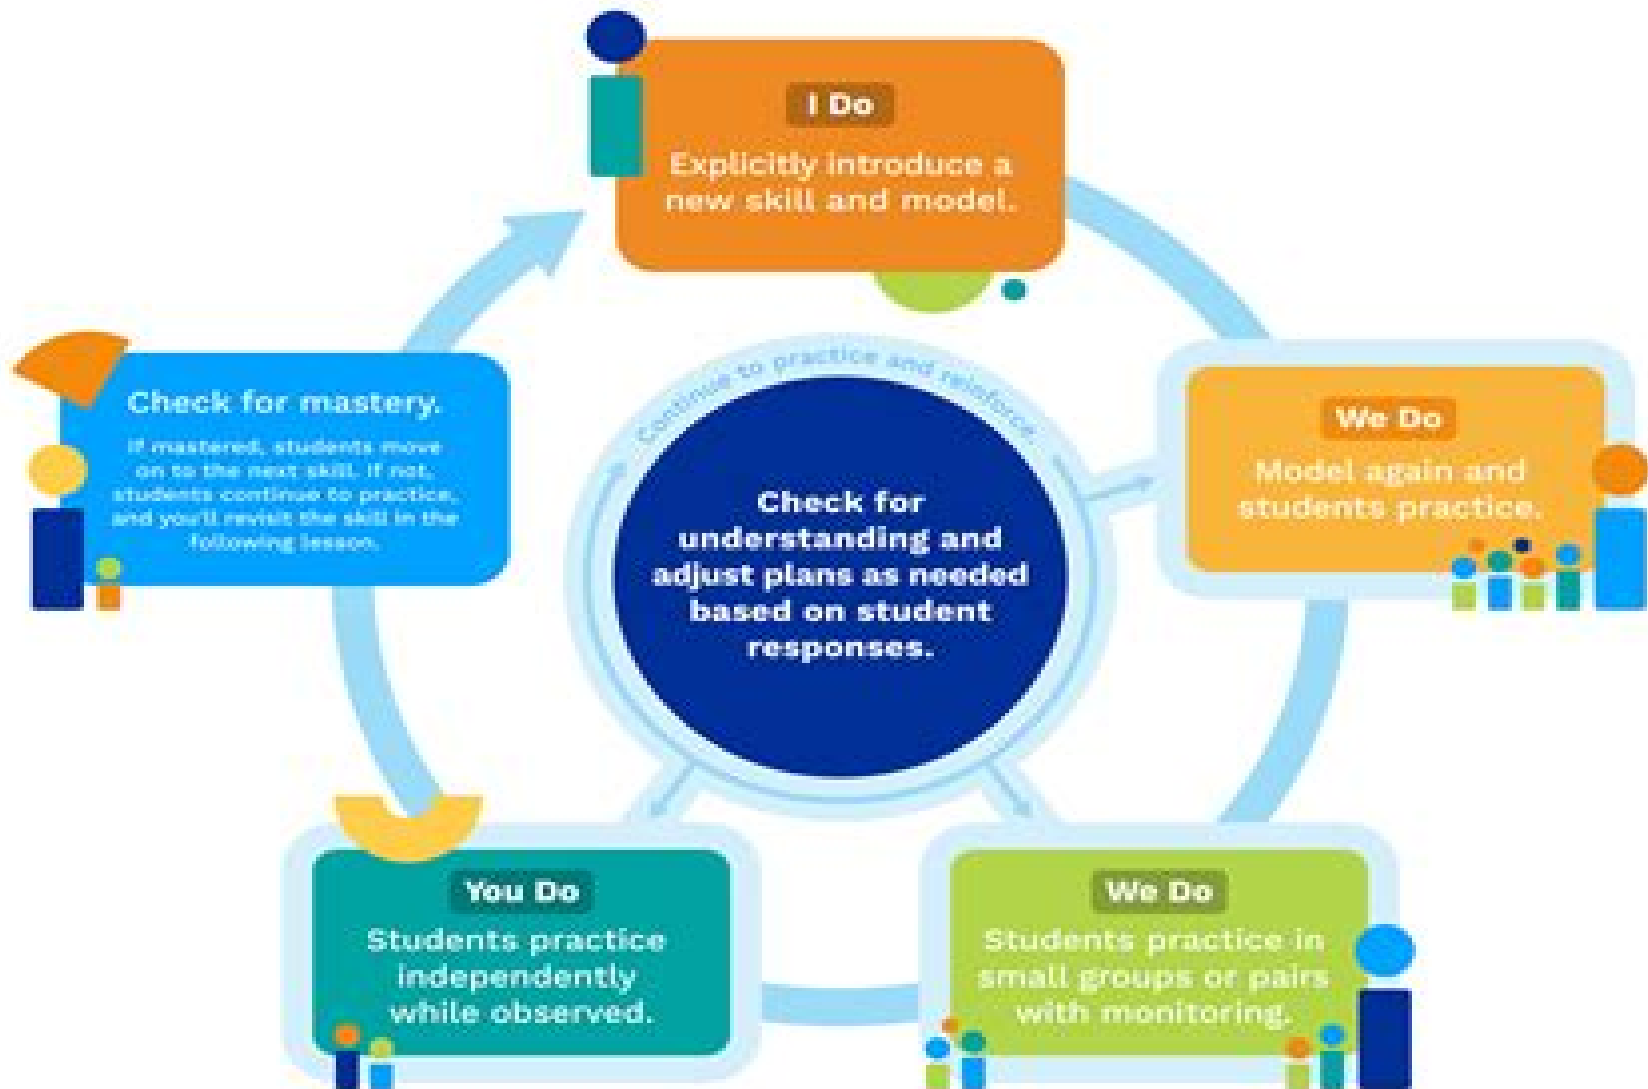 I Do
Explicitly introduce a
new skill and model.
We Do
Model again and
students practice.
We Do
Students practice in
small groups or pairs
with monitoring.
You Do
Students practice
independently
while observed.
Check for mastery.
If mastered, students move
on to the next skill. If not,
students continue to practice,
and you'll revisit the skill in the
following lesson.
Continue to practice and reinforce.
Check for
understanding and
adjust plans as needed
based on student
responses.